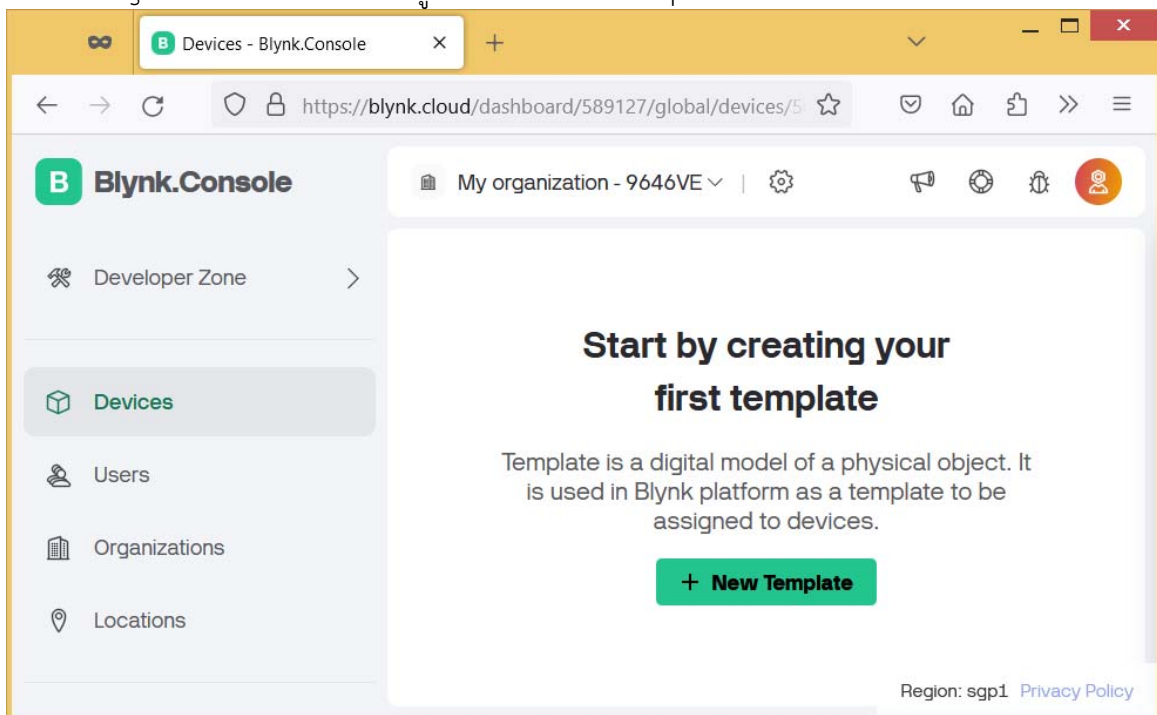 Devices - Blynk.Console
https://blynk.cloud/dashboard/589127/global/devices/5
B Blynk.Console
My organization - 9646VE
Developer Zone
Start by creating your
first template
Devices
Template is a digital model of a physical object. It
is used in Blynk platform as a template to be
assigned to devices.
Users
Organizations
+ New Template
Locations
Region: sgp1 Privacy Policy